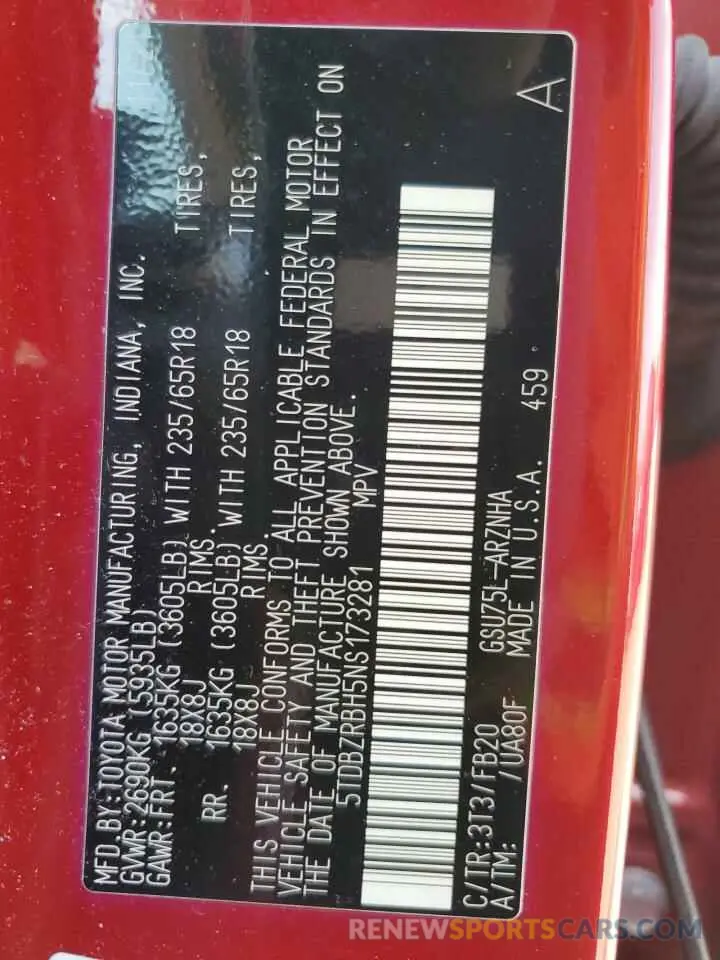 MFD.BY:TOYOTA MOTOR MANUFACTURING, INDIANA, INC.
GVWR:2690KG (5935LB)
GAWR:FRT. 1635KG (3605LB) WITH 235/65R18 TIRES,
18X8J RIMS.
RR. 1635KG (3605LB) WITH 235/65R18 TIRES,
18X8J RIMS.
THIS VEHICLE CONFORMS TO ALL APPLICABLE FEDERAL MOTOR
VEHICLE SAFETY AND THEFT PREVENTION STANDARDS IN EFFECT ON
THE DATE OF MANUFACTURE SHOWN ABOVE.
5TDBZRBH5NS173281 MPV
C/TR:3T3/FB20 GSU75L-ARZNHA
A/TM: /UA80F MADE IN U.S.A. 459
A
RENEWSPORTSCARS.COM